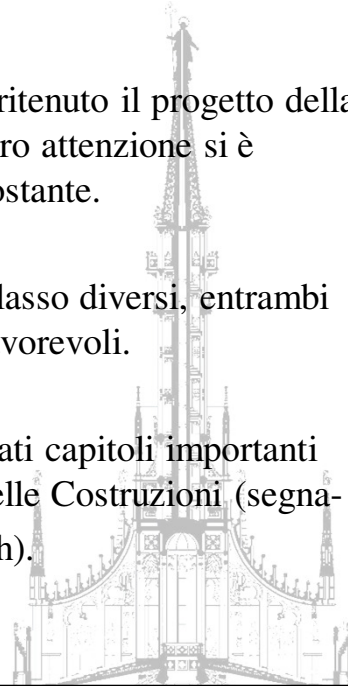 ritenuto il progetto della
ro attenzione si è
ostante.
lasso diversi, entrambi
vorevoli.
ati capitoli importanti
elle Costruzioni (segna-
h).